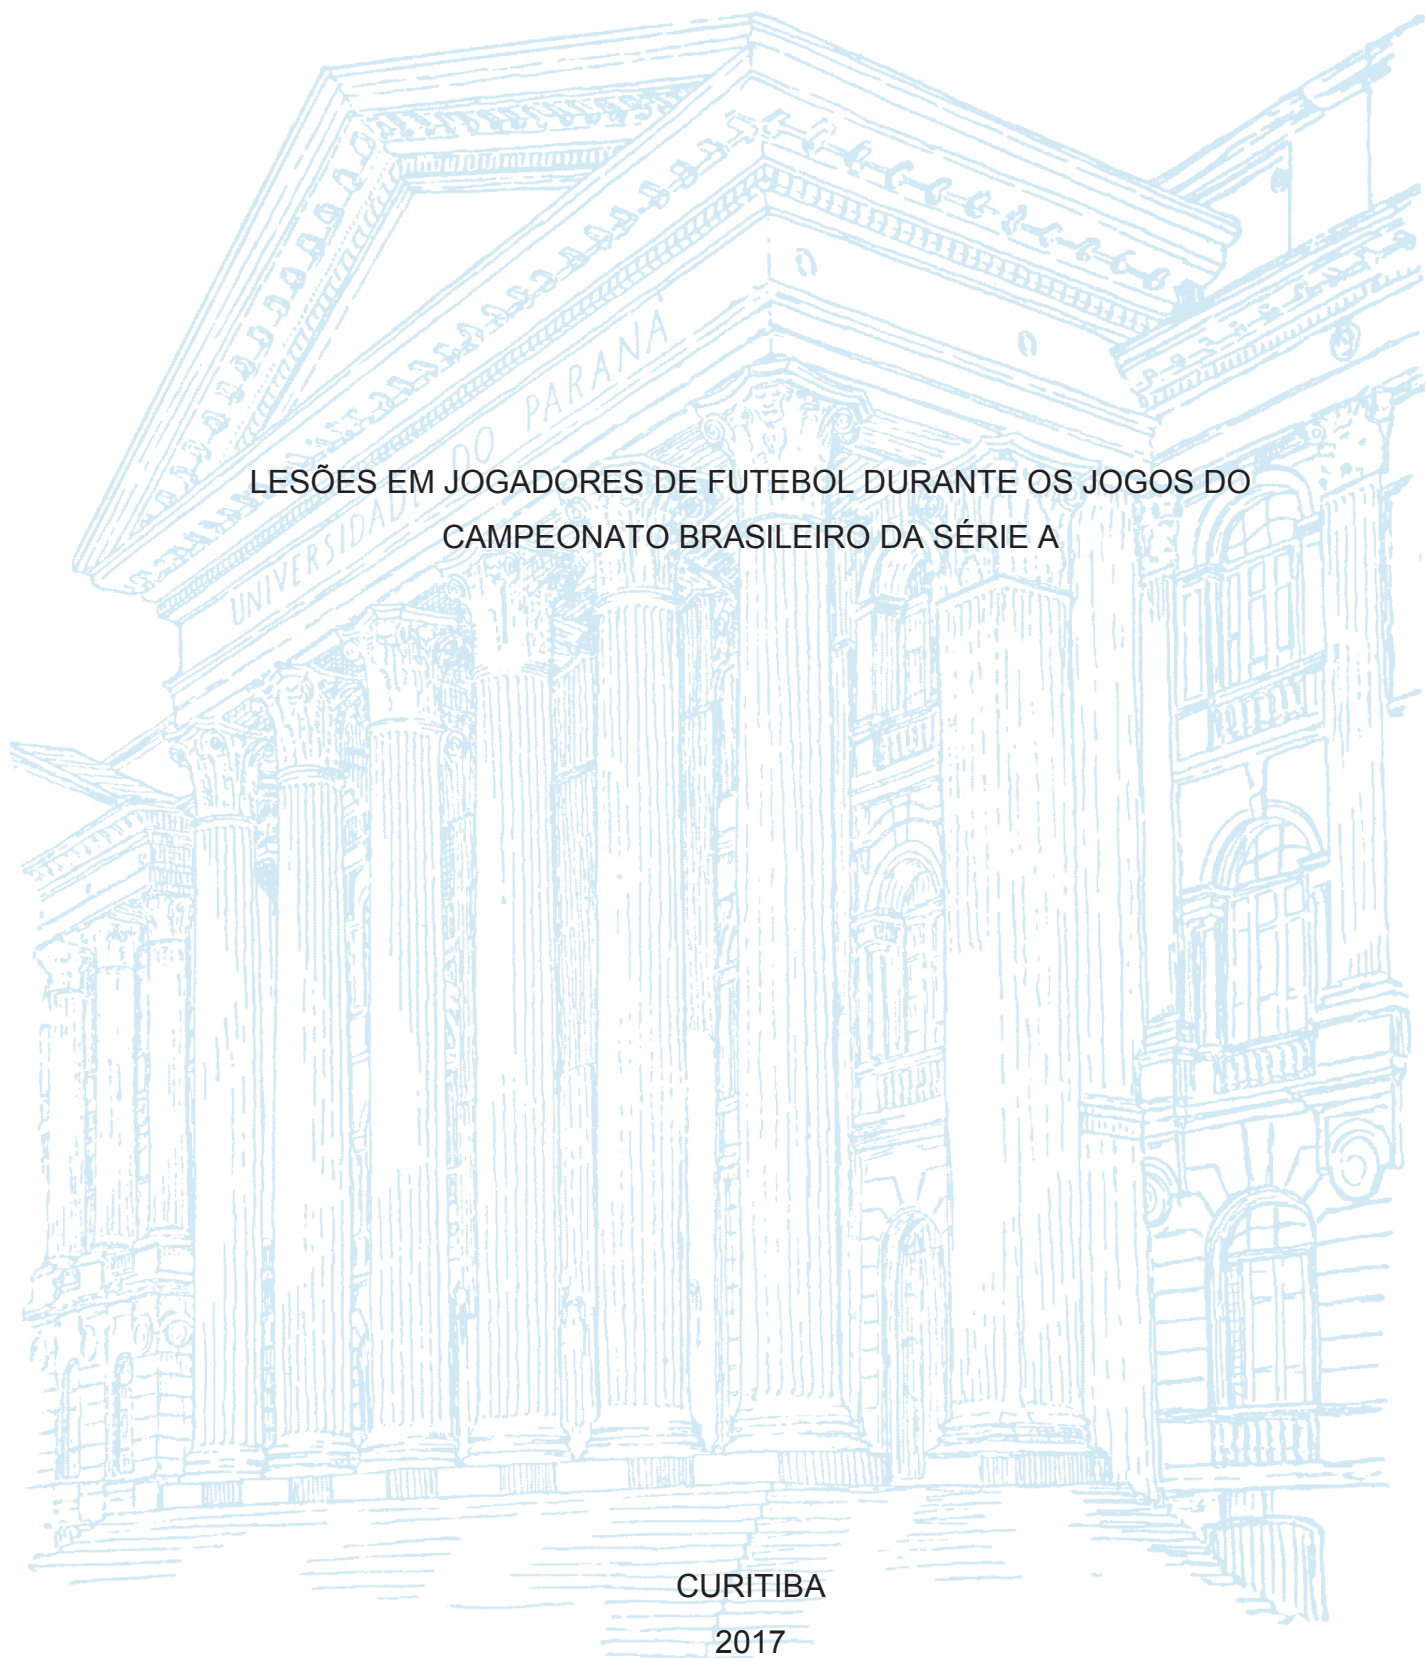 UNIVERSIDADE DO PARANÁ
LESÕES EM JOGADORES DE FUTEBOL DURANTE OS JOGOS DO
CAMPEONATO BRASILEIRO DA SÉRIE A
CURITIBA
2017